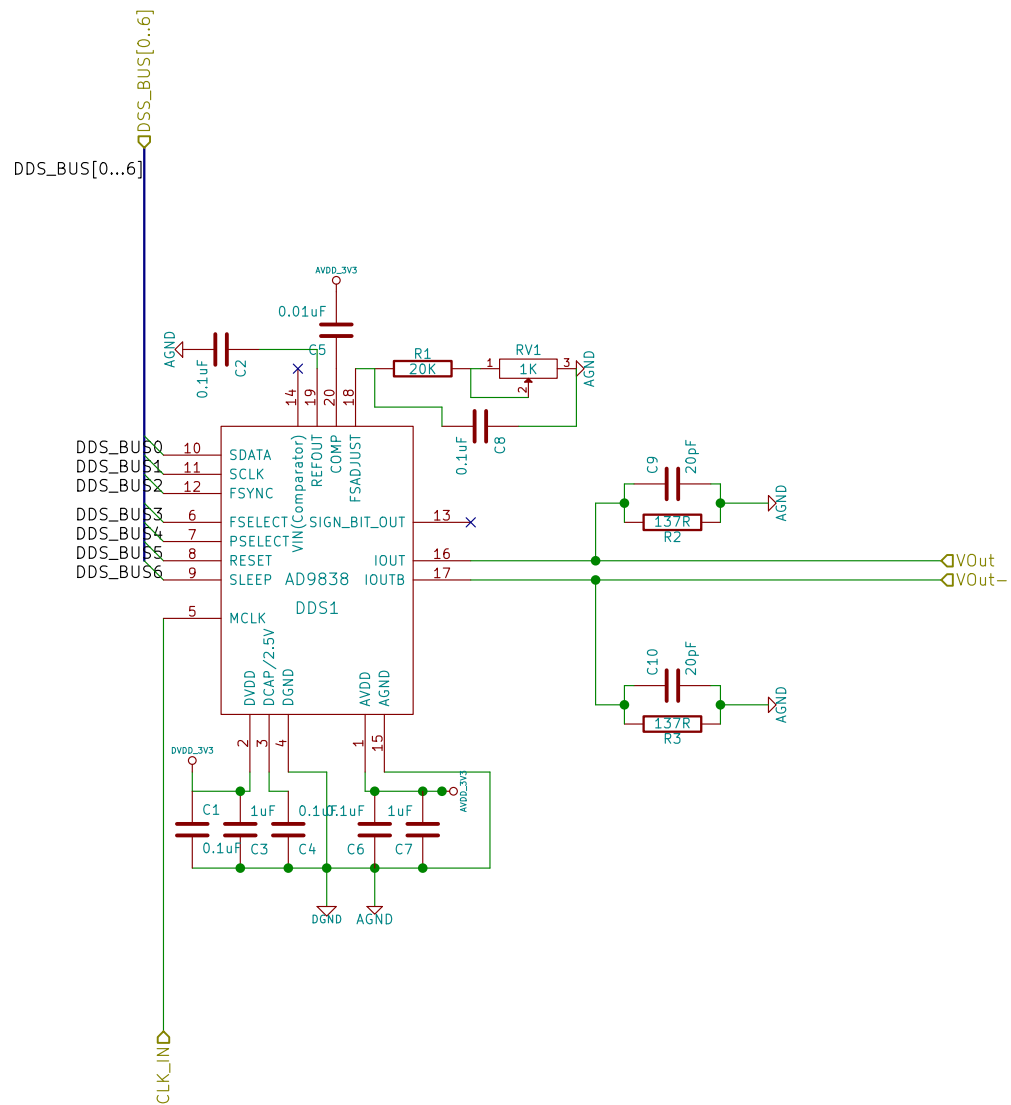 DSS_BUS[0..6]
DDS_BUS[0...6]
AVDD_3V3
0.01uF
C5
AGND
0.1uF
C2
R1
20K
RV1
1
1K
3
2
AGND
0.1uF
C8
14
19
20
18
VIN(Comparator)
REFOUT
COMP
FSADJUST
DDS_BUS0
10
SDATA
DDS_BUS1
11
SCLK
DDS_BUS2
12
FSYNC
DDS_BUS3
6
FSELECT
SIGN_BIT_OUT
13
DDS_BUS4
7
PSELECT
DDS_BUS5
8
RESET
IOUT
16
DDS_BUS6
9
SLEEP
IOUTB
17
AD9838
DDS1
5
MCLK
C9
20pF
137R
R2
AGND
VOut
VOut-
C10
20pF
137R
R3
AGND
DVDD
DCAP/2.5V
DGND
AVDD
AGND
2
3
4
1
15
DVDD_3V3
AVDD_3V3
C1
0.1uF
1uF
C3
0.1uF
C4
0.1uF
C6
1uF
C7
DGND
AGND
CLK_IN